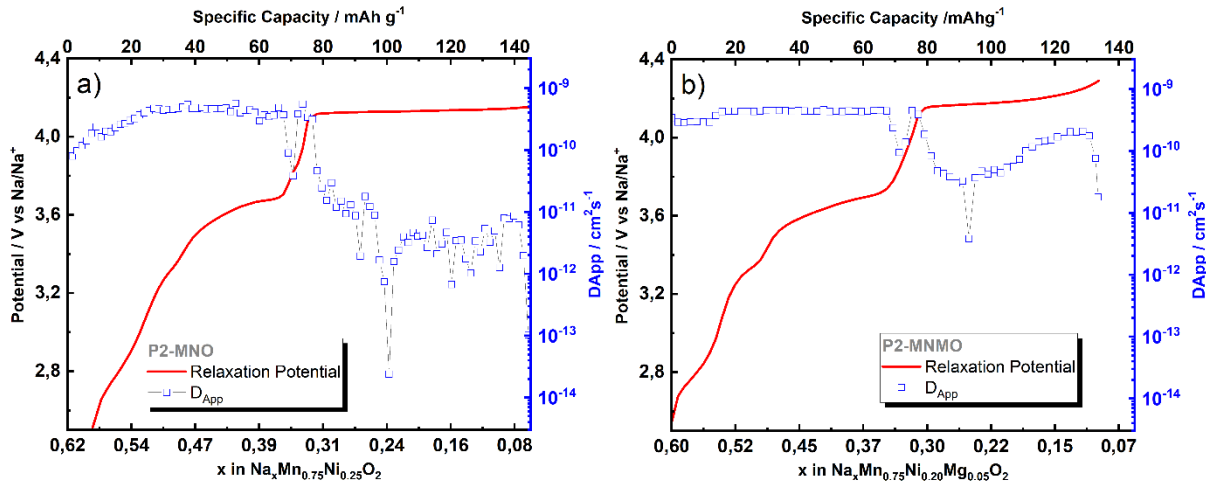 Specific Capacity / mAh g-1
0 20 40 60 80 100 120 140
a)
4,4
4,0
3,6
3,2
2,8
Potential / V vs Na/Na+
10-9
10-10
10-11
10-12
10-13
10-14
DApp / cm2s-1
P2-MNO
Relaxation Potential
DApp
0,62 0,54 0,47 0,39 0,31 0,24 0,16 0,08
x in NaxMn0.75Ni0.25O2
Specific Capacity /mAhg-1
0 20 40 60 80 100 120 140
b)
4,4
4,0
3,6
3,2
2,8
Potential / V vs Na/Na+
10-9
10-10
10-11
10-12
10-13
10-14
DApp / cm2s-1
P2-MNMO
Relaxation Potential
DApp
0,60 0,52 0,45 0,37 0,30 0,22 0,15 0,07
x in NaxMn0.75Ni0.20Mg0.05O2